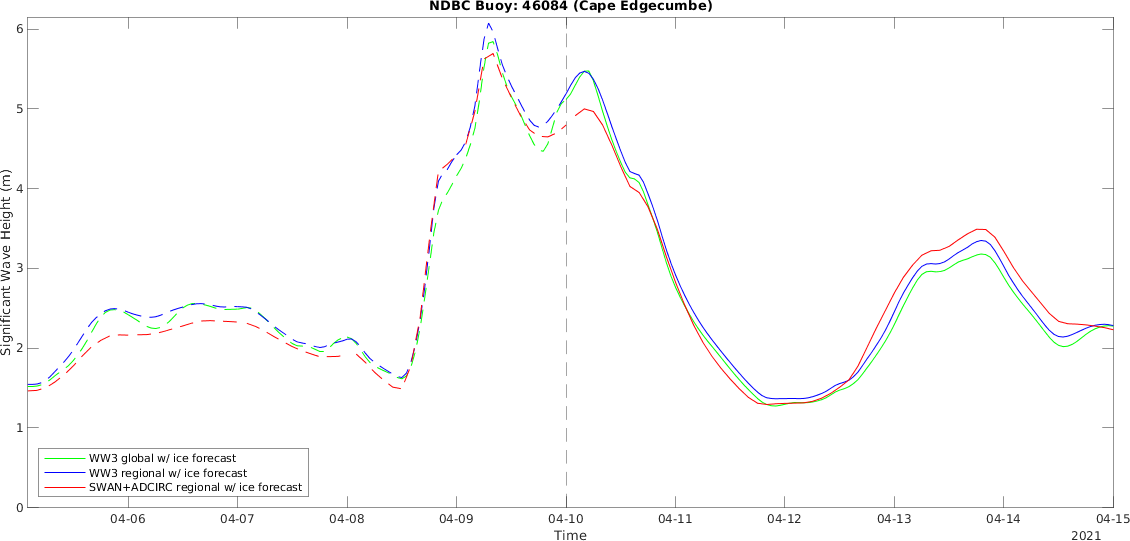 NDBC Buoy: 46084 (Cape Edgecumbe)
Significant Wave Height (m)
6
5
4
3
2
1
0
WW3 global w/ ice forecast
WW3 regional w/ ice forecast
SWAN+ADCIRC regional w/ ice forecast
04-06 04-07 04-08 04-09 04-10 04-11 04-12 04-13 04-14 04-15
Time
2021